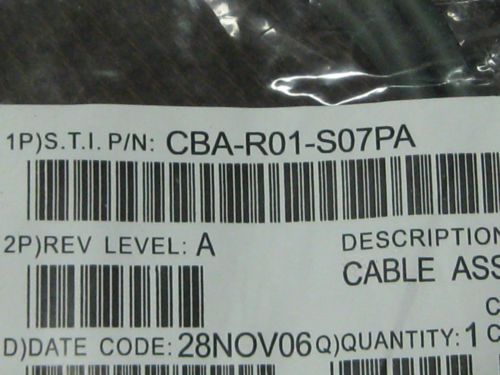 1P)S.T.I. P/N: CBA-R01-S07PA
2P)REV LEVEL: A
DESCRIPTION
CABLE ASS
D)DATE CODE: 28NOV06 Q)QUANTITY: 1